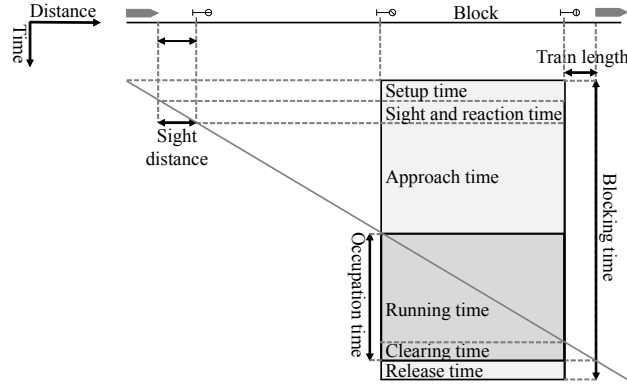 Distance
Block
Time
Train length
Setup time
Sight and reaction time
Sight
distance
Approach time
Blocking time
Occupation time
Running time
Clearing time
Release time